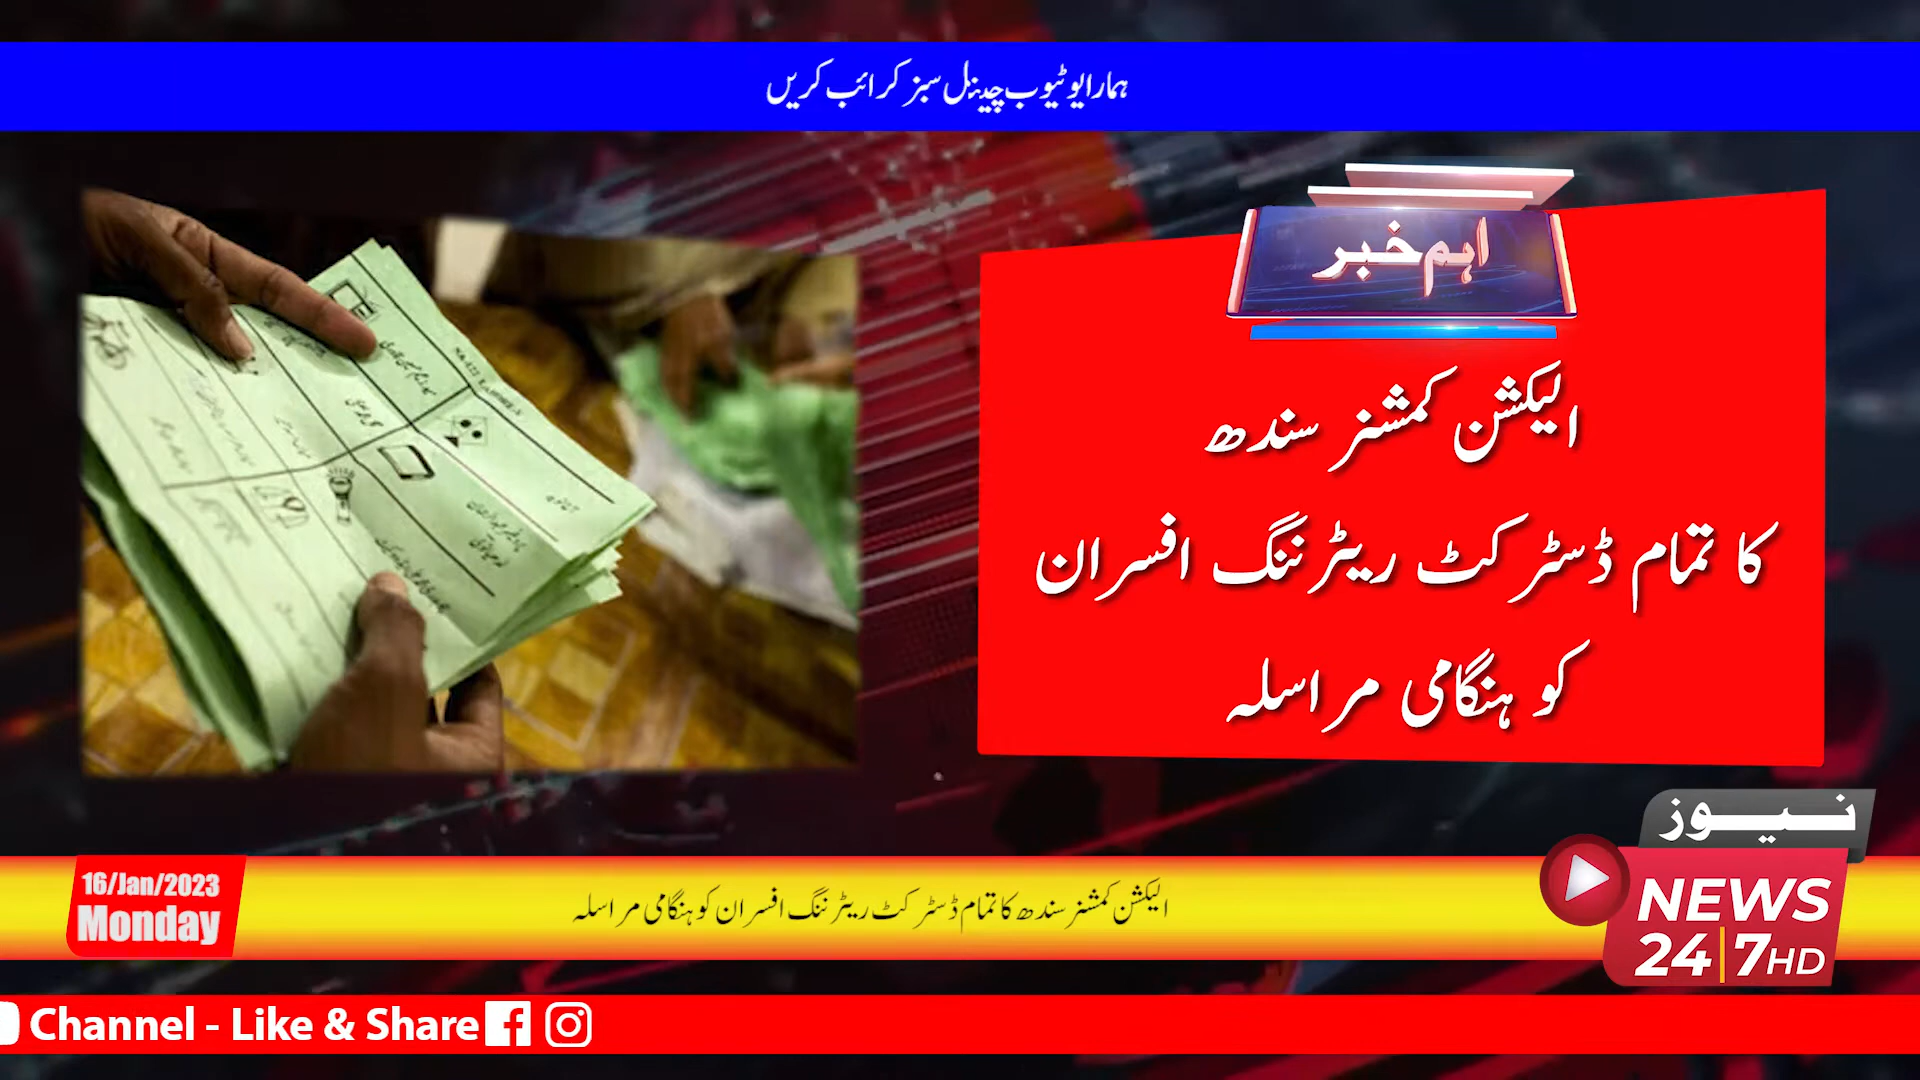 ہمارا یوٹیوب چینل سبز کرائب کریں
اہم خبر
الیکشن کمشنر سندھ
کا تمام ڈسٹرکٹ ریٹرننگ افسران
کو ہنگامی مراسلہ
نیوز
NEWS
24|7HD
16/Jan/2023
Monday
الیکشن کمشنر سندھ کا تمام ڈسٹرکٹ ریٹرننگ افسران کو ہنگامی مراسلہ
Channel - Like & Share